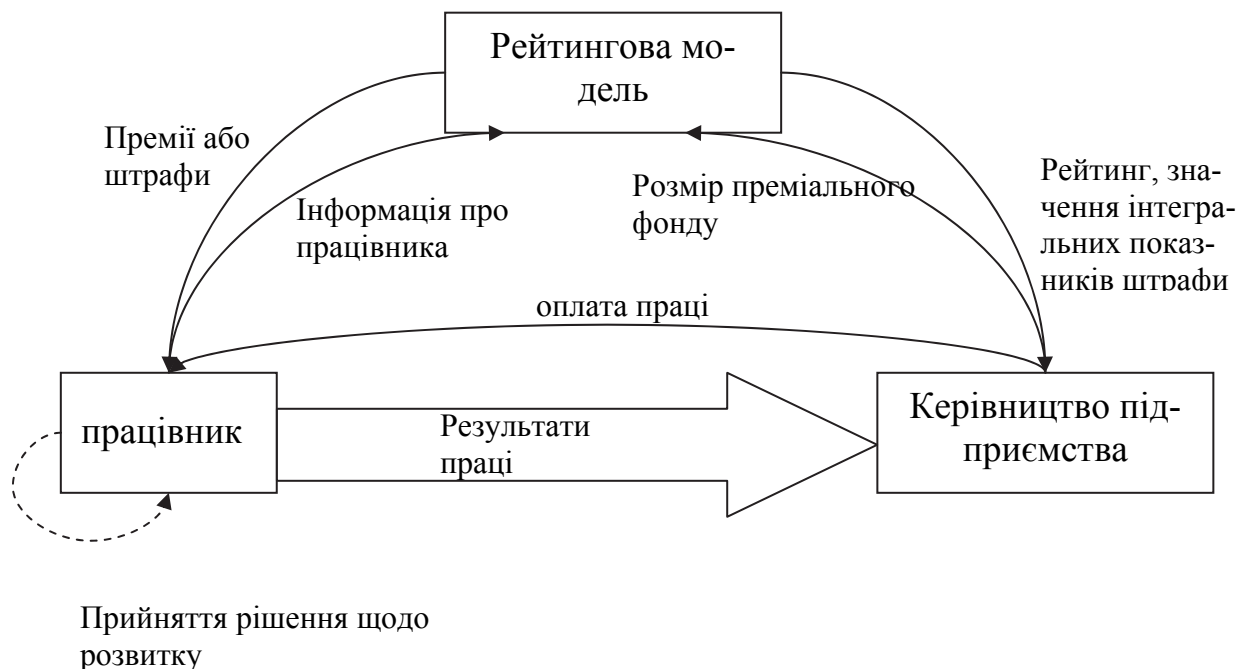 Рейтингова мо-
дель
Премії або
штрафи
Інформація про
працівника
Розмір преміального
фонду
Рейтинг, зна-
чення інтегра-
льних показ-
ників штрафи
оплата праці
працівник
Результати
праці
Керівництво під-
приємства
Прийняття рішення щодо
розвитку